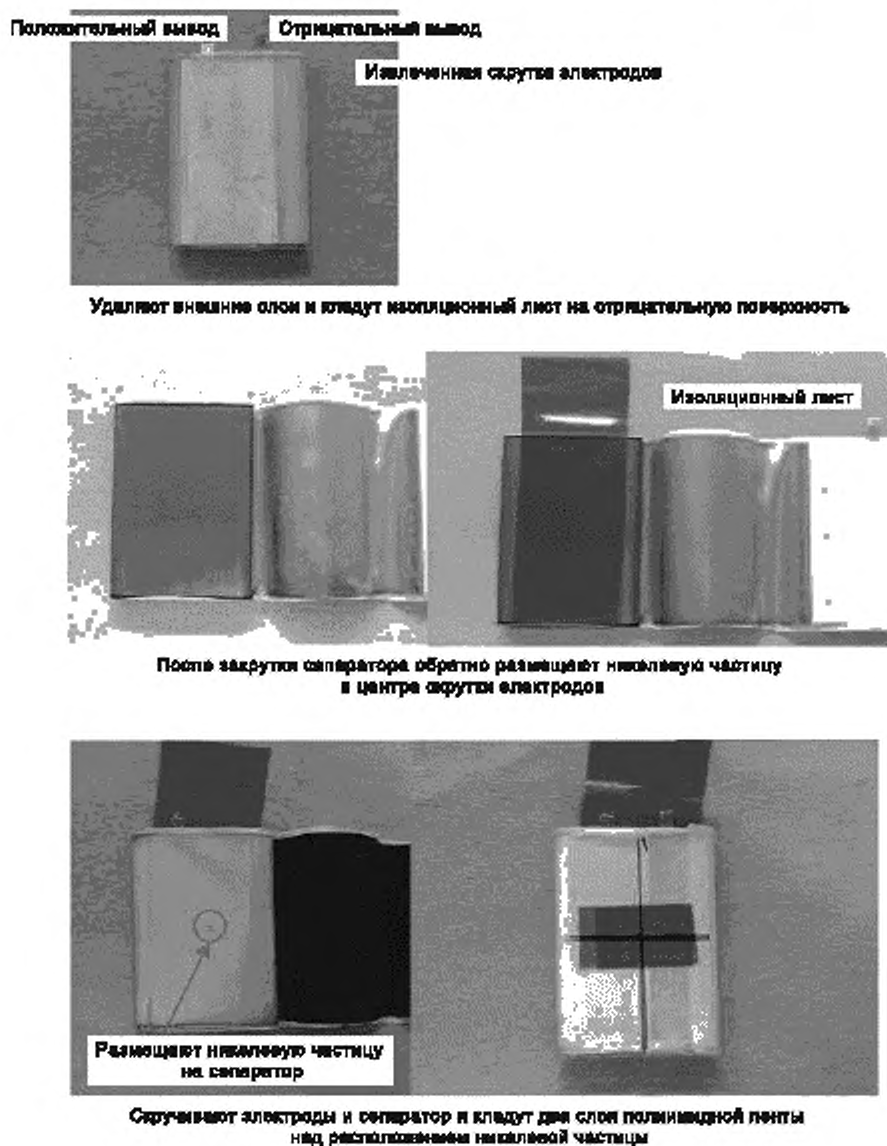 Положительный вывод
Отрицательный вывод
Извлеченная скрутка электродов
Удаляют внешние слои и кладут изоляционный лист на отрицательную поверхность
Изоляционный лист
После закрутки сепаратора обратно размещают никелевую частицу
в центре скрутки электродов
Размещают никелевую частицу
на сепаратор
Скручивают электроды и сепаратор и кладут два слоя полиимидной ленты
над расположением никелевой частицы